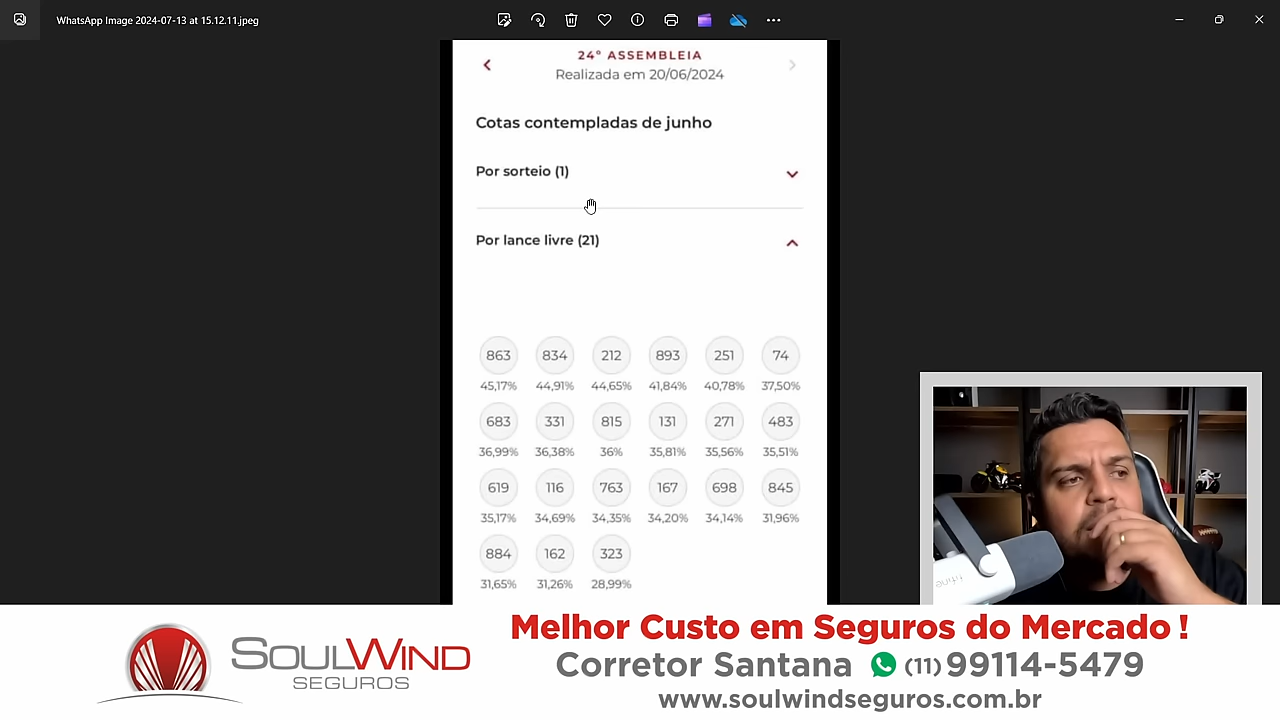 WhatsApp Image 2024-07-13 at 15.12.11.jpeg
24º ASSEMBLEIA
Realizada em 20/06/2024
Cotas contempladas de junho
Por sorteio (1)
Por lance livre (21)
863 834 212 893 251 74
45,17% 44,91% 44,65% 41,84% 40,78% 37,50%
683 331 815 131 271 483
36,99% 36,38% 36% 35,81% 35,56% 35,51%
619 116 763 167 698 845
35,17% 34,69% 34,35% 34,20% 34,14% 31,96%
884 162 323
31,65% 31,26% 28,99%
SOULWIND
SEGUROS
Melhor Custo em Seguros do Mercado !
Corretor Santana (11) 99114-5479
www.soulwindseguros.com.br